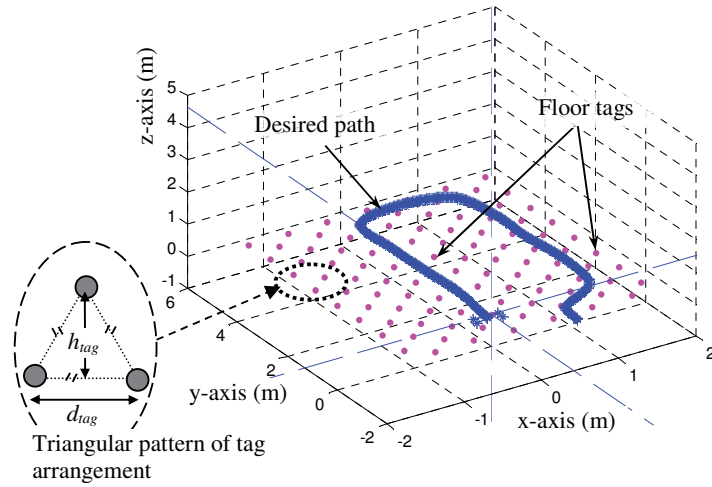 z-axis (m)
5
4
3
2
1
0
-1
Desired path
Floor tags
6
4
2
0
-2
y-axis (m)
-2
-1
0
1
2
x-axis (m)
h_tag
d_tag
Triangular pattern of tag
arrangement